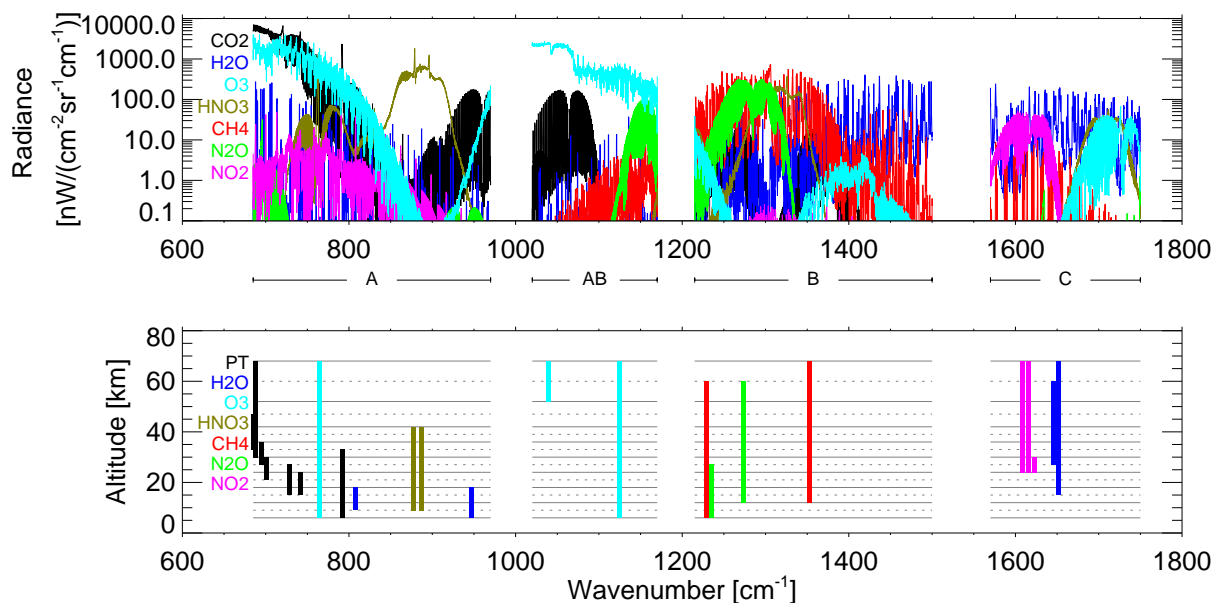 Radiance
[nW/(cm⁻²sr⁻¹cm⁻¹)]
10000.0
1000.0
100.0
10.0
1.0
0.1
CO2
H2O
O3
HNO3
CH4
N2O
NO2
600 800 1000 1200 1400 1600 1800
A AB B C
Altitude [km]
80
60
40
20
0
PT
H2O
O3
HNO3
CH4
N2O
NO2
600 800 1000 1200 1400 1600 1800
Wavenumber [cm⁻¹]